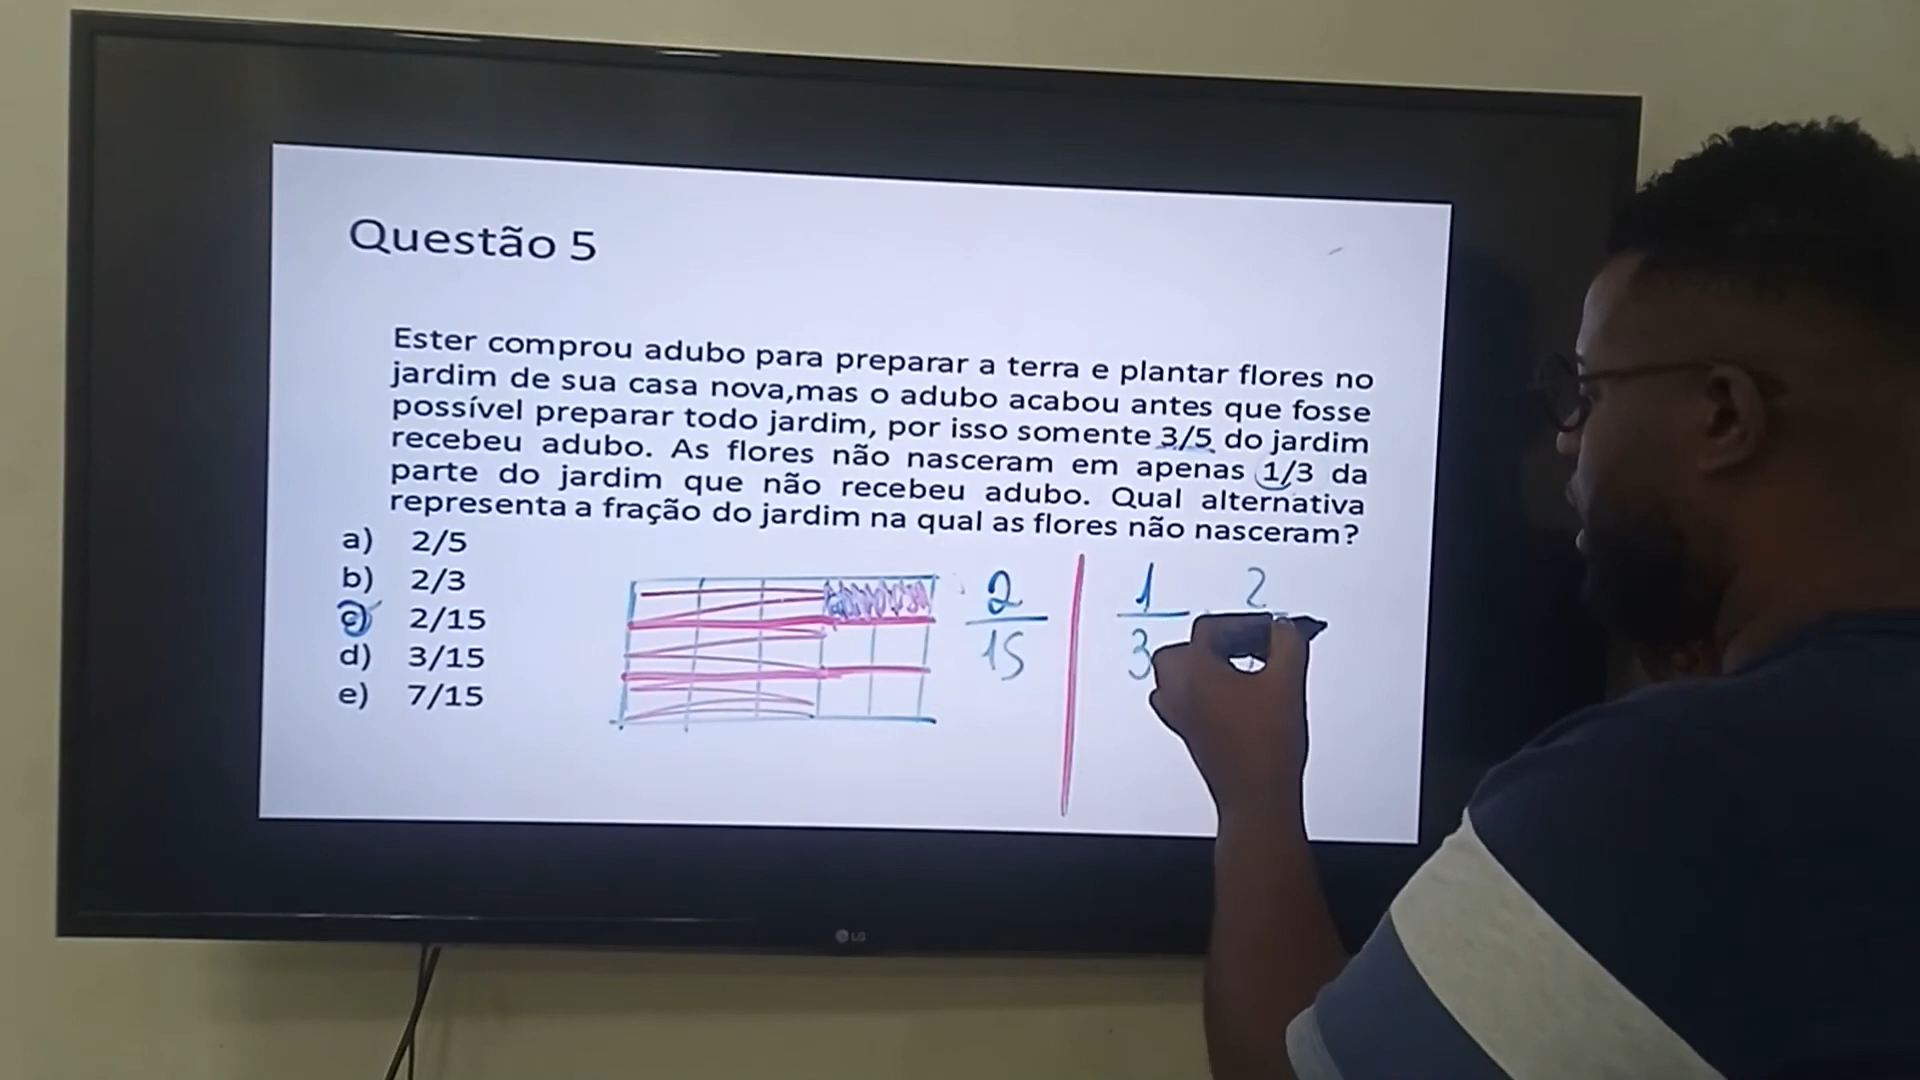 Questão 5
Ester comprou adubo para preparar a terra e plantar flores no
jardim de sua casa nova,mas o adubo acabou antes que fosse
possível preparar todo jardim, por isso somente 3/5 do jardim
recebeu adubo. As flores não nasceram em apenas 1/3 da
parte do jardim que não recebeu adubo. Qual alternativa
representa a fração do jardim na qual as flores não nasceram?
a) 2/5
b) 2/3
c) 2/15
d) 3/15
e) 7/15
2 1 2
15 3
LG